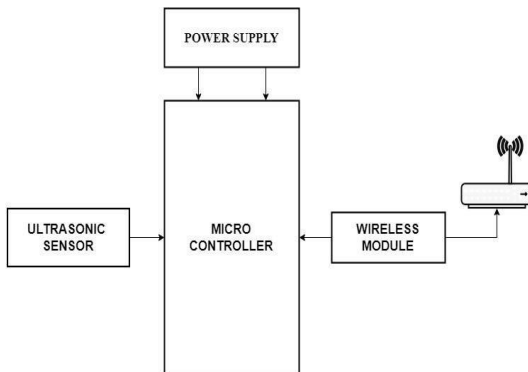 POWER SUPPLY
ULTRASONIC
SENSOR
MICRO
CONTROLLER
WIRELESS
MODULE